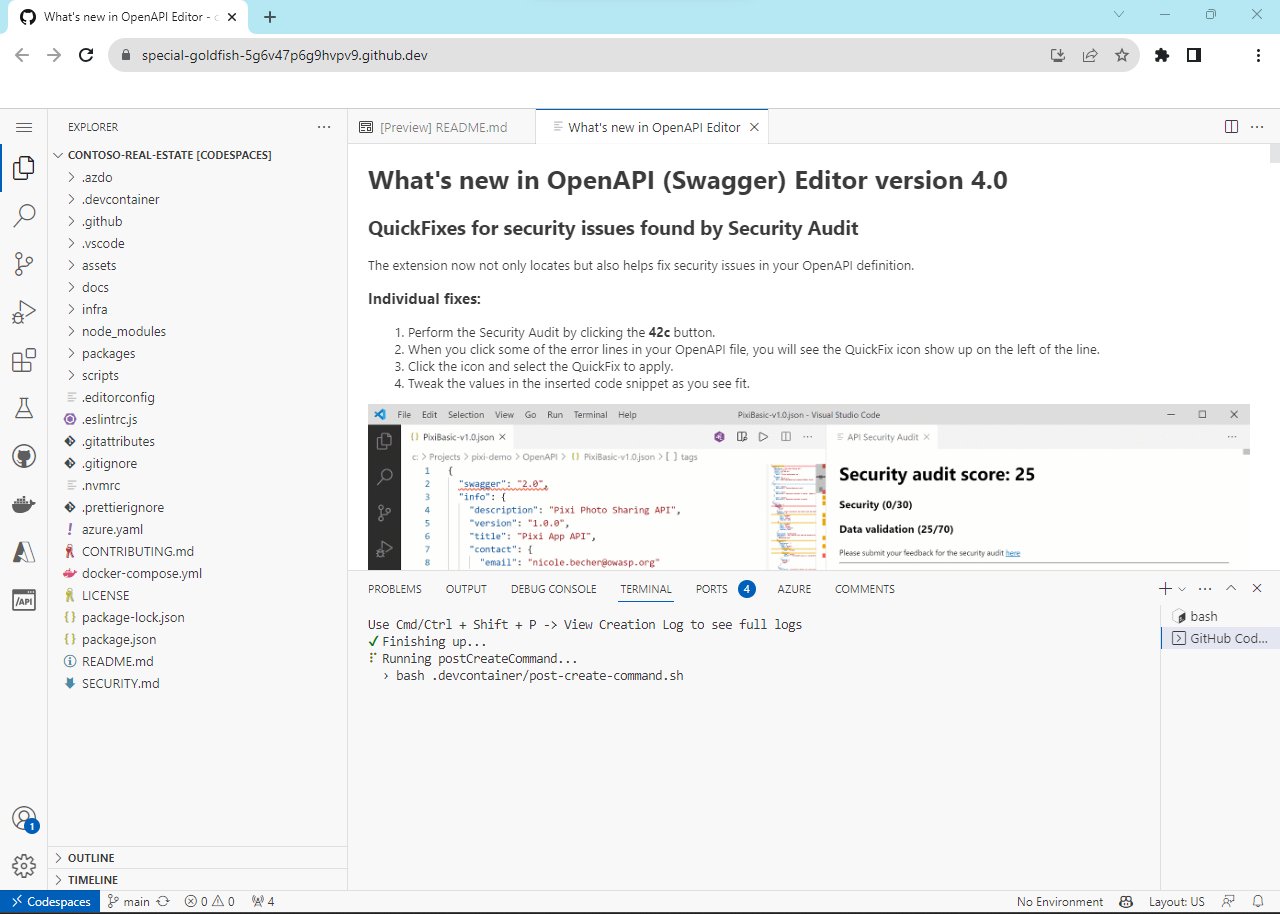 What's new in OpenAPI Editor -
special-goldfish-5g6v47p6g9hvpv9.github.dev
EXPLORER
CONTOSO-REAL-ESTATE [CODESPACES]
.azdo
.devcontainer
.github
.vscode
assets
docs
infra
node_modules
packages
scripts
.editorconfig
.eslintrc.js
.gitattributes
.gitignore
.nvmrc
.prettierignore
azure.yaml
CONTRIBUTING.md
docker-compose.yml
LICENSE
package-lock.json
package.json
README.md
SECURITY.md
OUTLINE
TIMELINE
[Preview] README.md
What's new in OpenAPI Editor
What's new in OpenAPI (Swagger) Editor version 4.0
QuickFixes for security issues found by Security Audit
The extension now not only locates but also helps fix security issues in your OpenAPI definition.
Individual fixes:
1. Perform the Security Audit by clicking the 42c button.
2. When you click some of the error lines in your OpenAPI file, you will see the QuickFix icon show up on the left of the line.
3. Click the icon and select the QuickFix to apply.
4. Tweak the values in the inserted code snippet as you see fit.
File Edit Selection View Go Run Terminal Help PixiBasic-v1.0.json - Visual Studio Code
PixiBasic-v1.0.json
c: > Projects > pixi-demo > OpenAPI > {} PixiBasic-v1.0.json > [ ] tags
1 {
2 "swagger": "2.0",
3 "info": {
4 "description": "Pixi Photo Sharing API",
5 "version": "1.0.0",
6 "title": "Pixi App API",
7 "contact": {
8 "email": "nicole.becher@owasp.org"
API Security Audit
Security audit score: 25
Security (0/30)
Data validation (25/70)
Please submit your feedback for the security audit here
PROBLEMS OUTPUT DEBUG CONSOLE TERMINAL PORTS 4 AZURE COMMENTS
Use Cmd/Ctrl + Shift + P -> View Creation Log to see full logs
✓ Finishing up...
⠏ Running postCreateCommand...
› bash .devcontainer/post-create-command.sh
bash
GitHub Cod...
/API
1
Codespaces main 0 0 4 No Environment Layout: US